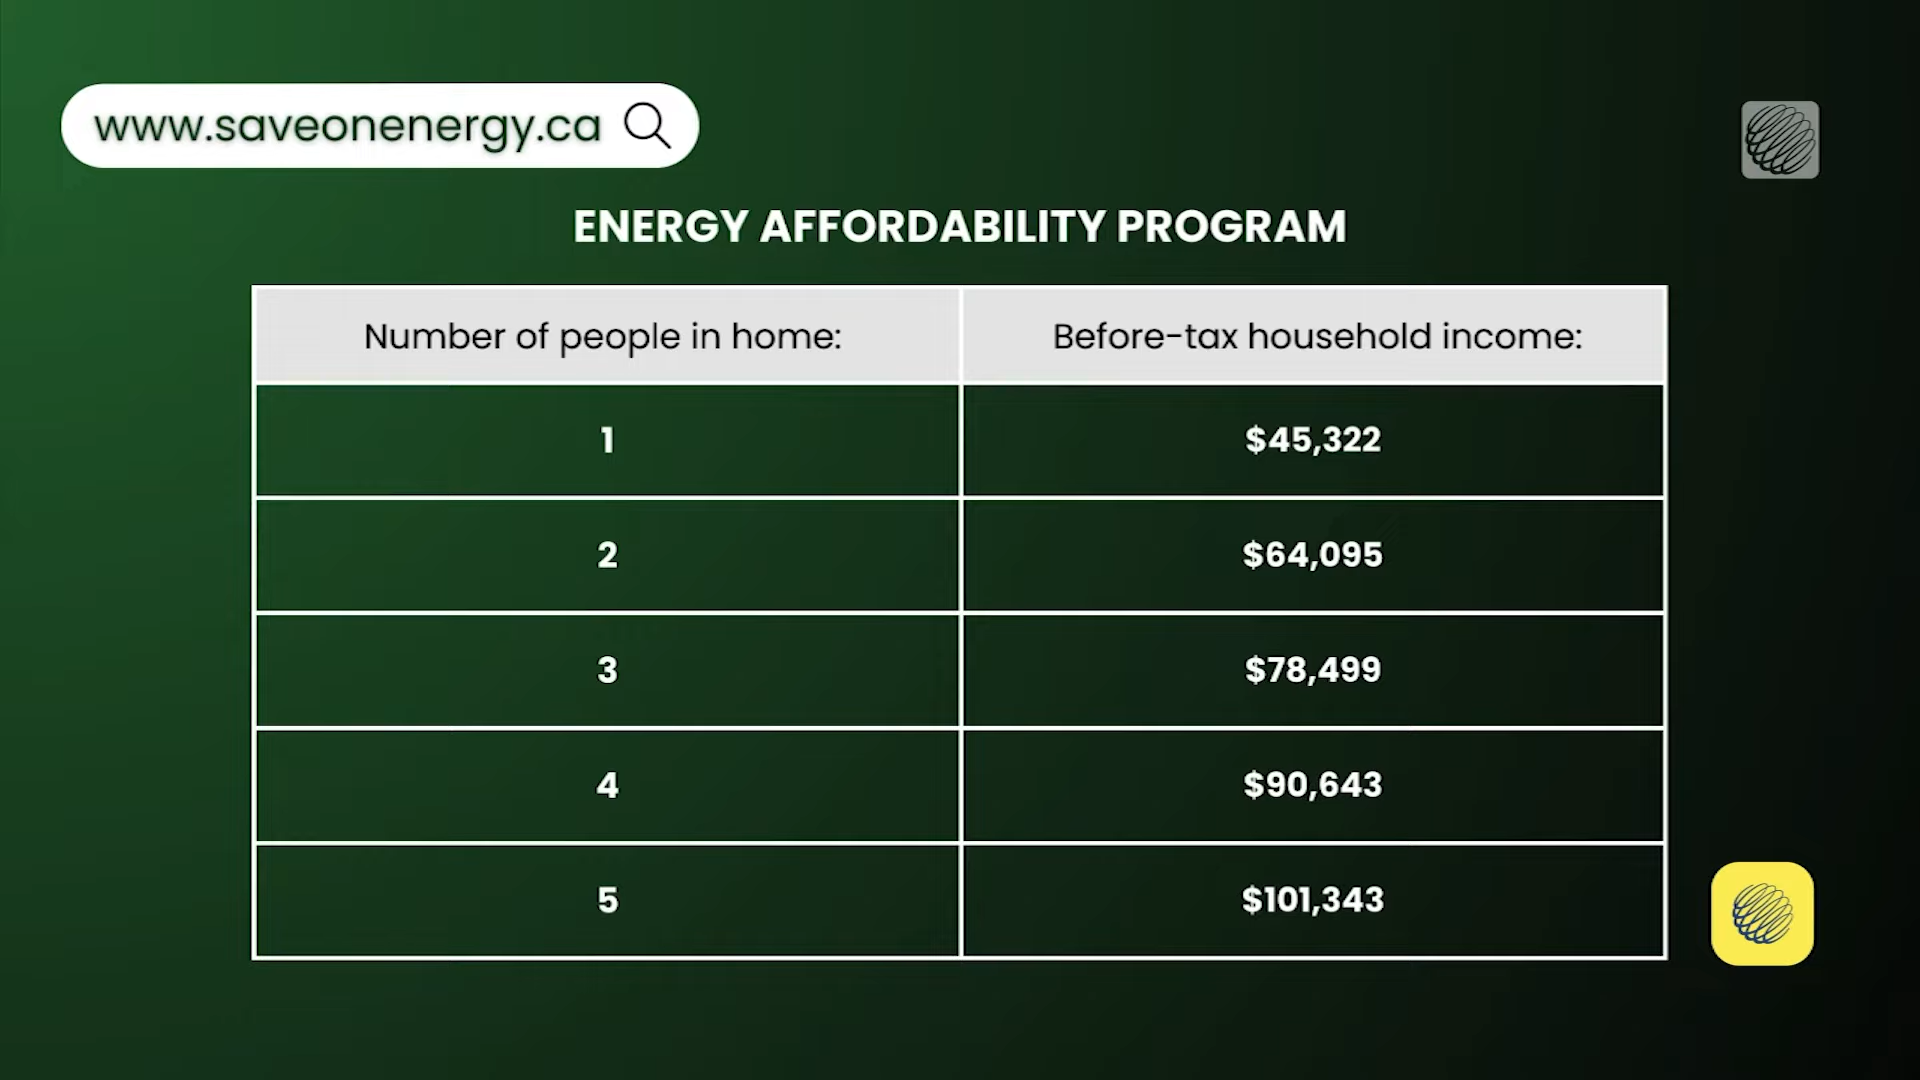 www.saveonenergy.ca
ENERGY AFFORDABILITY PROGRAM
Number of people in home: Before-tax household income:
1 $45,322
2 $64,095
3 $78,499
4 $90,643
5 $101,343